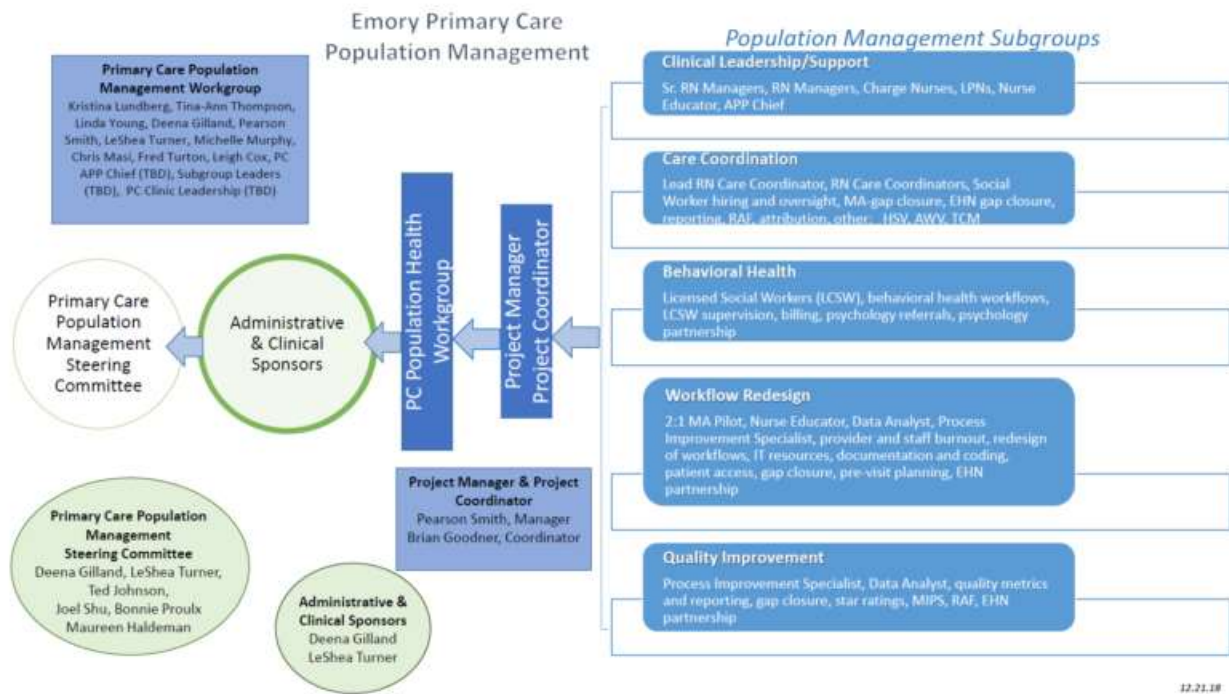 Emory Primary Care
Population Management
Population Management Subgroups
Primary Care Population
Management Workgroup
Kristina Lundberg, Tina-Ann Thompson,
Linda Young, Deena Gilland, Pearson
Smith, LeShea Turner, Michelle Murphy,
Chris Masi, Fred Turton, Leigh Cox, PC
APP Chief (TBD), Subgroup Leaders
(TBD), PC Clinic Leadership (TBD)
Primary Care
Population
Management
Steering
Committee
Administrative
& Clinical
Sponsors
PC Population Health
Workgroup
Project Manager
Project Coordinator
Clinical Leadership/Support
Sr. RN Managers, RN Managers, Charge Nurses, LPNs, Nurse
Educator, APP Chief
Care Coordination
Lead RN Care Coordinator, RN Care Coordinators, Social
Worker hiring and oversight, MA-gap closure, EHN gap closure,
reporting, RAF, attribution, other: HSV, AWV, TCM
Behavioral Health
Licensed Social Workers (LCSW), behavioral health workflows,
LCSW supervision, billing, psychology referrals, psychology
partnership
Workflow Redesign
2:1 MA Pilot, Nurse Educator, Data Analyst, Process
Improvement Specialist, provider and staff burnout, redesign
of workflows, IT resources, documentation and coding,
patient access, gap closure, pre-visit planning, EHN
partnership
Quality Improvement
Process Improvement Specialist, Data Analyst, quality metrics
and reporting, gap closure, star ratings, MIPS, RAF, EHN
partnership
Project Manager & Project
Coordinator
Pearson Smith, Manager
Brian Goodner, Coordinator
Primary Care Population
Management
Steering Committee
Deena Gilland, LeShea Turner,
Ted Johnson,
Joel Shu, Bonnie Proulx
Maureen Haldeman
Administrative &
Clinical Sponsors
Deena Gilland
LeShea Turner
12.21.18